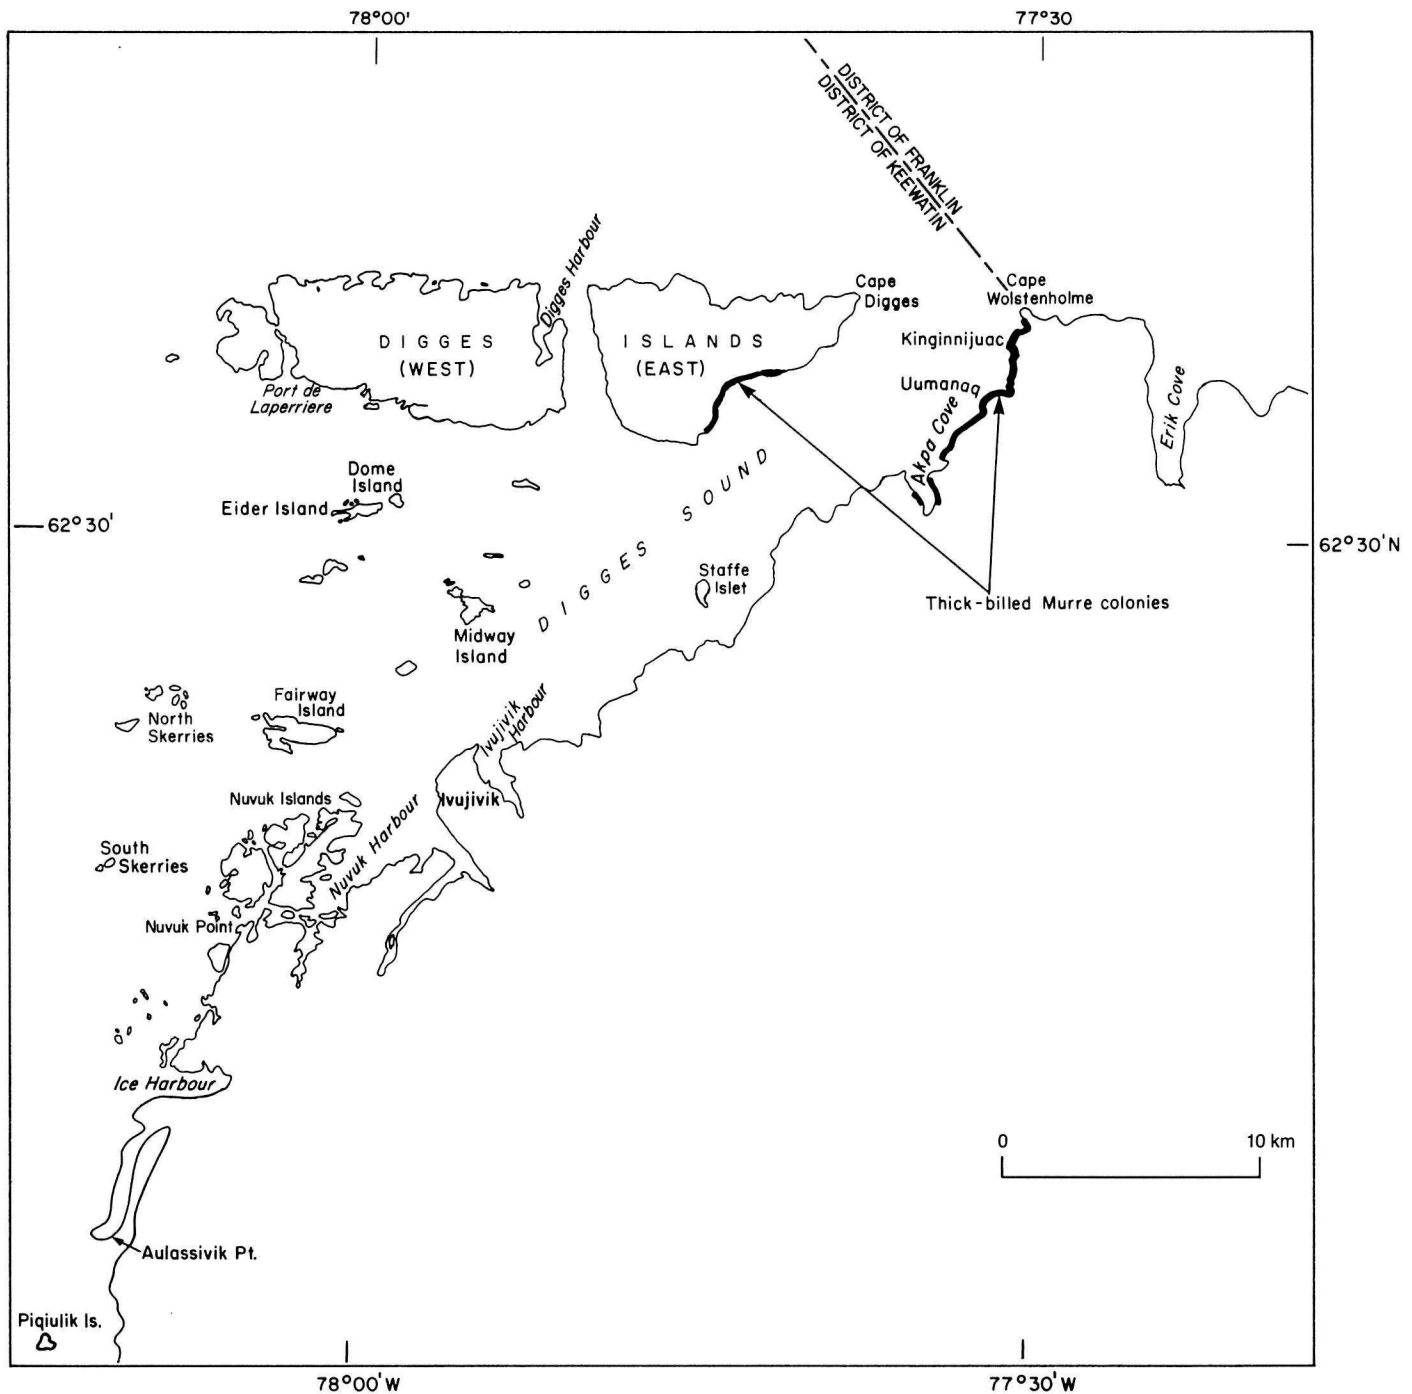 78°00'
77°30
DISTRICT OF FRANKLIN
DISTRICT OF KEEWATIN
Digges Harbour
Cape
Digges
Cape
Wolstenholme
DIGGES
(WEST)
ISLANDS
(EAST)
Kinginnijuac
Uumanaq
Port de
Laperriere
Akpa Cove
Erik Cove
Dome
Island
Eider Island
62°30'
62°30'N
DIGGES SOUND
Staffe
Islet
Thick-billed Murre colonies
Midway
Island
Fairway
Island
North
Skerries
Ivujivik
Harbour
Ivujivik
Nuvuk Islands
Nuvuk Harbour
South
Skerries
Nuvuk Point
Ice Harbour
0
10 km
Aulassivik Pt.
Piqiulik Is.
78°00'W
77°30'W